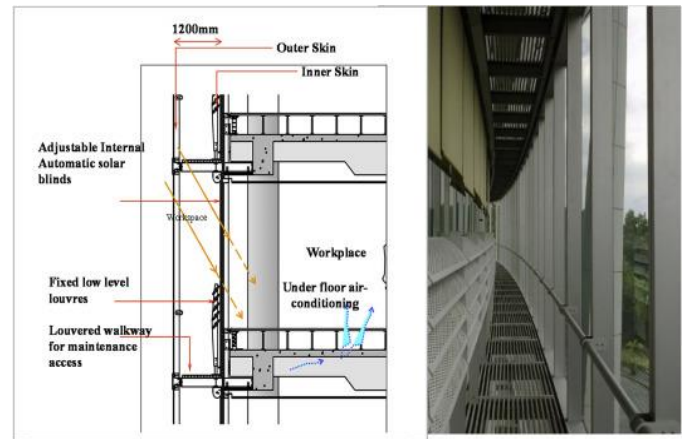 1200mm
Outer Skin
Inner Skin
Adjustable Internal
Automatic solar
blinds
Workspace
Workplace
Fixed low level
louvres
Under floor air-
conditioning
Louvered walkway
for maintenance
access